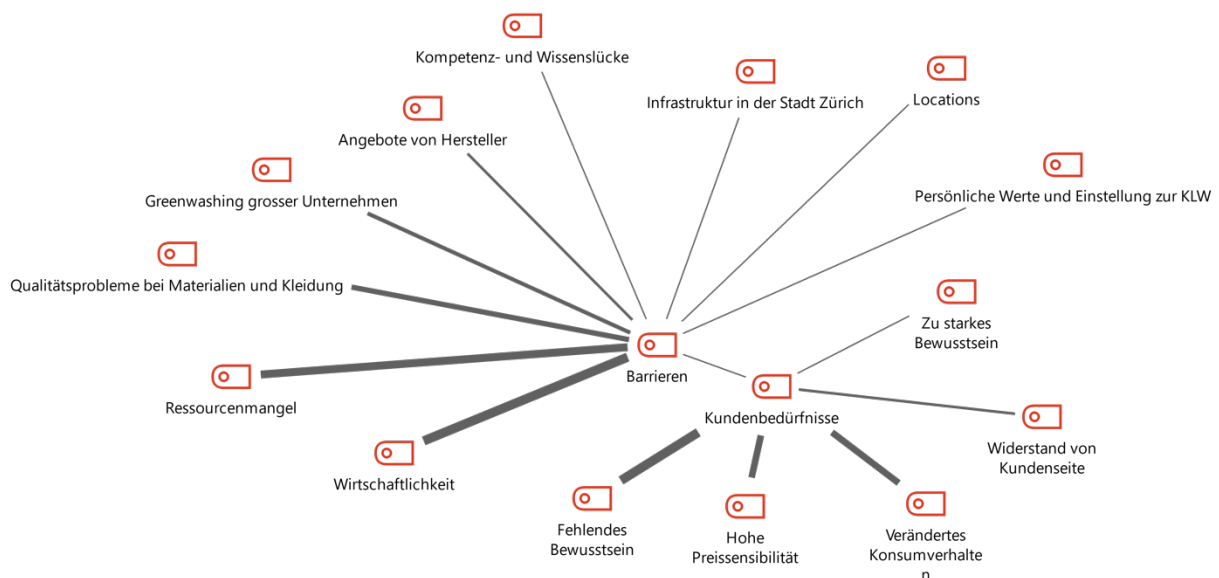 Kompetenz- und Wissenslücke
Infrastruktur in der Stadt Zürich
Locations
Angebote von Hersteller
Persönliche Werte und Einstellung zur KLW
Greenwashing grosser Unternehmen
Qualitätsprobleme bei Materialien und Kleidung
Zu starkes
Bewusstsein
Barrieren
Ressourcenmangel
Kundenbedürfnisse
Widerstand von
Kundenseite
Wirtschaftlichkeit
Fehlendes
Bewusstsein
Hohe
Preissensibilität
Verändertes
Konsumverhalte
n